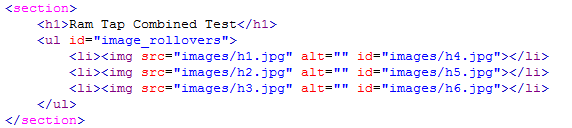 <section>
<h1>Ram Tap Combined Test</h1>
<ul id="image_rollovers">
<li><img src="images/h1.jpg" alt="" id="images/h4.jpg"></li>
<li><img src="images/h2.jpg" alt="" id="images/h5.jpg"></li>
<li><img src="images/h3.jpg" alt="" id="images/h6.jpg"></li>
</ul>
</section>